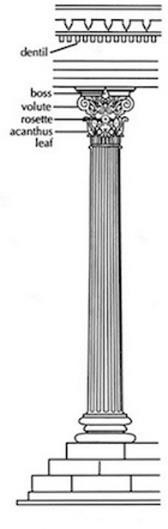 dentil
boss
volute
rosette
acanthus
leaf